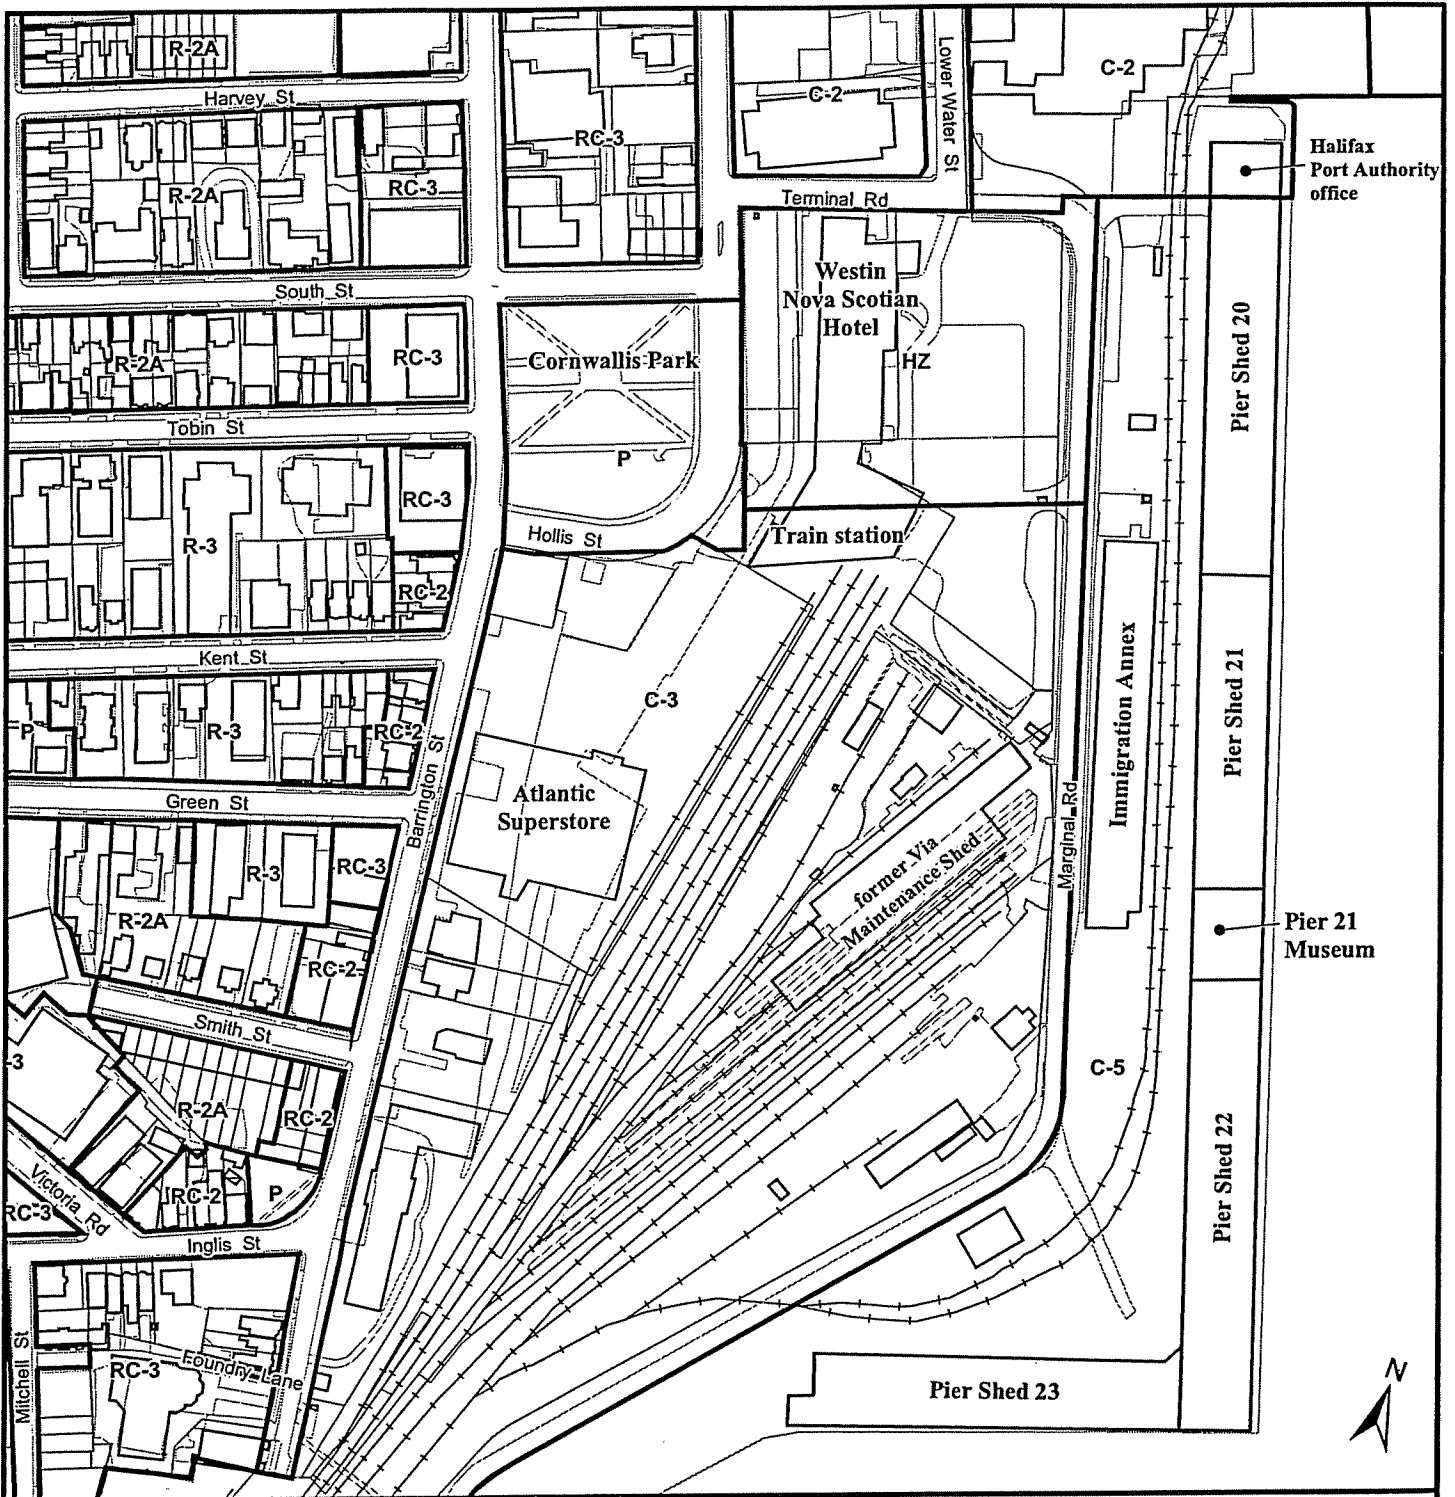 R-2A
Harvey St
R-2A
RC-3
RC-3
C-2
Lower Water St
C-2
Halifax
Port Authority
office
Terminal Rd
South St
R-2A
RC-3
Cornwallis Park
P
Westin
Nova Scotian
Hotel
HZ
Pier Shed 20
Tobin St
R-3
RC-3
RC-2
Hollis St
Train station
Kent St
P
R-3
RC-2
Barrington St
C-3
Atlantic
Superstore
Immigration Annex
Pier Shed 21
Green St
R-3
RC-3
R-2A
RC-2
former Via
Maintenance Shed
Marginal Rd
Pier 21
Museum
Smith St
-3
R-2A
RC-2
C-5
Pier Shed 22
Victoria Rd
RC-3
RC-2
P
Inglis St
Mitchell St
RC-3
Foundry Lane
Pier Shed 23
N